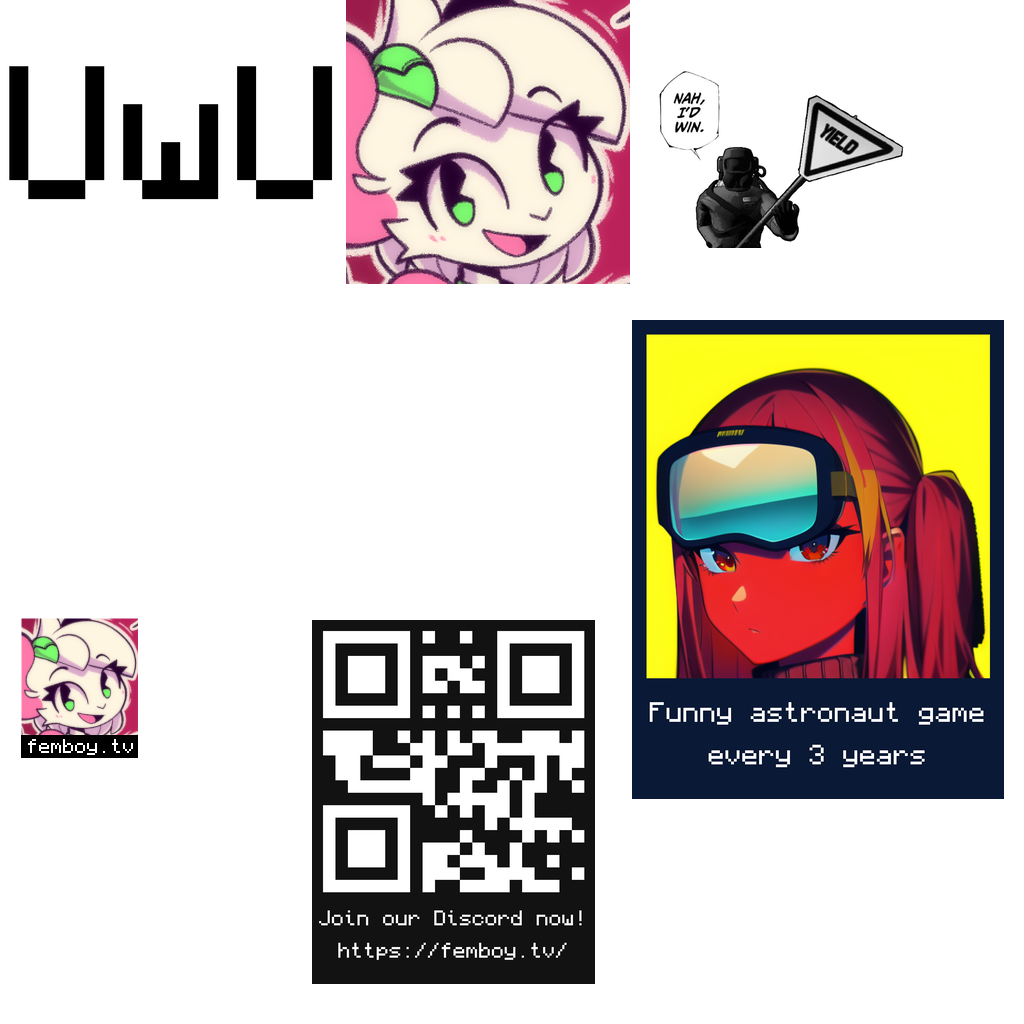 UwU
NAH,
I'D
WIN.
YIELD
Funny astronaut game
every 3 years
femboy.tv
Join our Discord now!
https://femboy.tv/